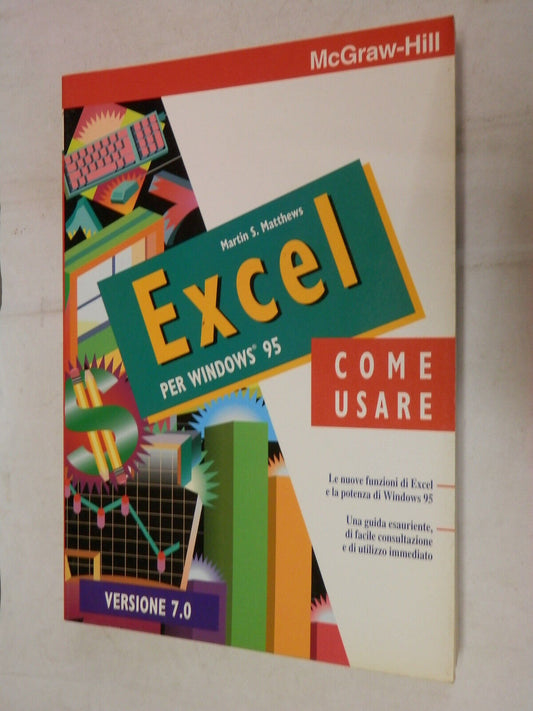 McGraw-Hill
Martin S. Matthews
Excel
PER WINDOWS® 95
COME
USARE
Le nuove funzioni di Excel
e la potenza di Windows 95
Una guida esauriente,
di facile consultazione
e di utilizzo immediato
VERSIONE 7.0